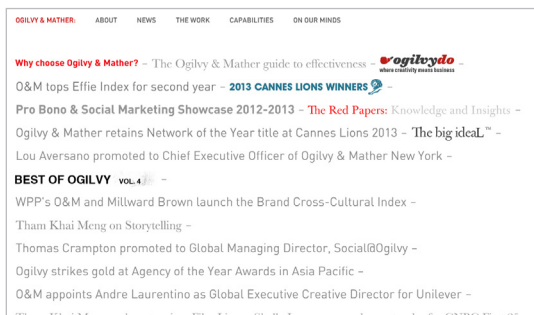 OGILVY & MATHER: ABOUT NEWS THE WORK CAPABILITIES ON OUR MINDS
Why choose Ogilvy & Mather? – The Ogilvy & Mather guide to effectiveness – ogilvydo –
where creativity means business
O&M tops Effie Index for second year – 2013 CANNES LIONS WINNERS –
Pro Bono & Social Marketing Showcase 2012-2013 – The Red Papers: Knowledge and Insights –
Ogilvy & Mather retains Network of the Year title at Cannes Lions 2013 – The big ideaL™ –
Lou Aversano promoted to Chief Executive Officer of Ogilvy & Mather New York –
BEST OF OGILVY VOL. 4 –
WPP's O&M and Millward Brown launch the Brand Cross-Cultural Index –
Tham Khai Meng on Storytelling –
Thomas Crampton promoted to Global Managing Director, Social@Ogilvy –
Ogilvy strikes gold at Agency of the Year Awards in Asia Pacific –
O&M appoints Andre Laurentino as Global Executive Creative Director for Unilever –